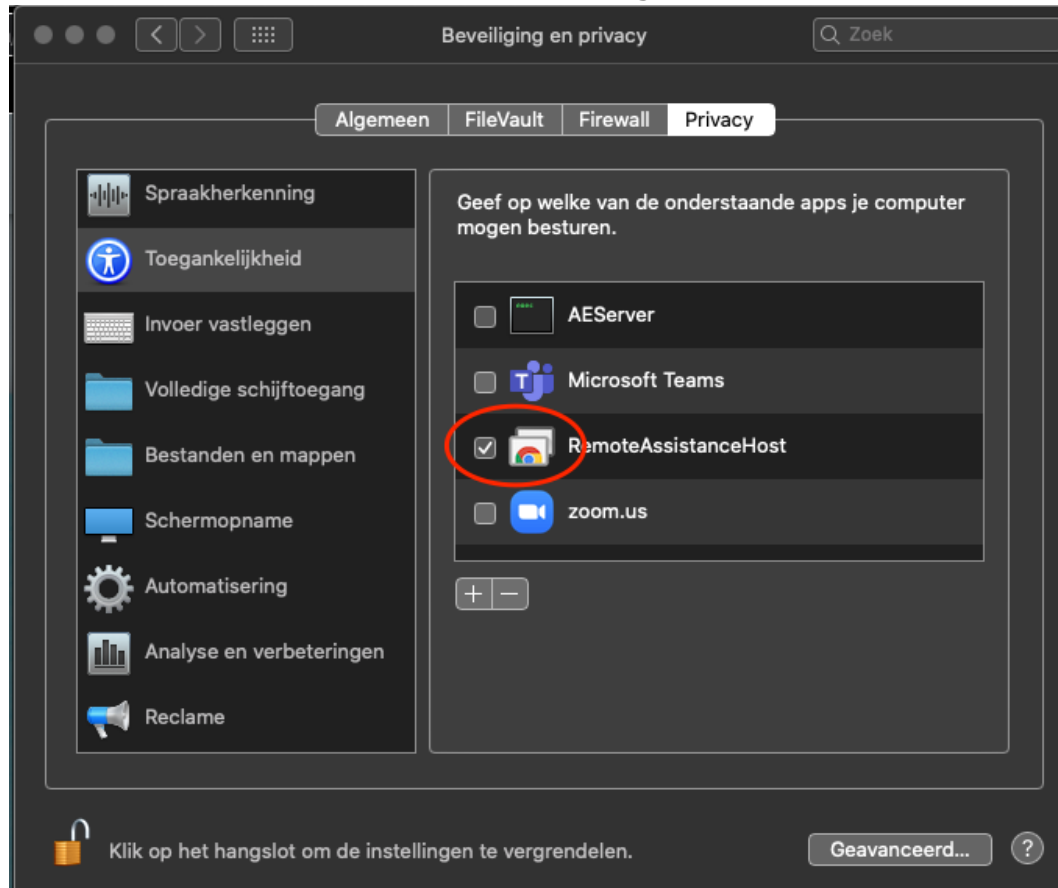 Beveiliging en privacy
Zoek
Algemeen
FileVault
Firewall
Privacy
Spraakherkenning
Toegankelijkheid
Invoer vastleggen
Volledige schijftoegang
Bestanden en mappen
Schermopname
Automatisering
Analyse en verbeteringen
Reclame
Geef op welke van de onderstaande apps je computer
mogen besturen.
AEServer
Microsoft Teams
RemoteAssistanceHost
zoom.us
Klik op het hangslot om de instellingen te vergrendelen.
Geavanceerd...
?